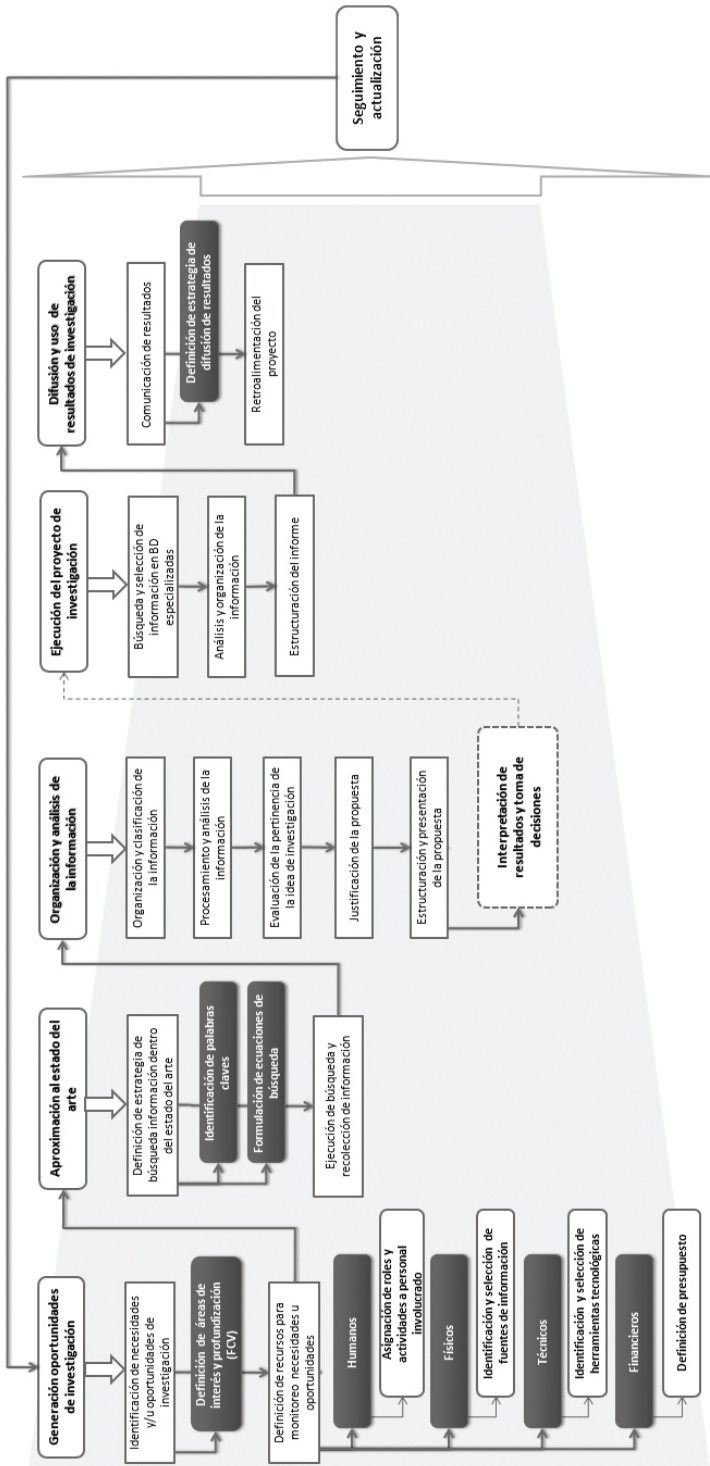 Generación oportunidades
de investigación
Identificación de necesidades
y/u oportunidades de
investigación
Definición de áreas de
interés y profundización
(FCV)
Definición de recursos para
monitoreo necesidades u
oportunidades
Humanos
Asignación de roles y
actividades a personal
involucrado
Físicos
Identificación y selección de
fuentes de información
Técnicos
Identificación y selección de
herramientas tecnológicas
Financieros
Definición de presupuesto
Aproximación al estado del
arte
Definición de estrategia de
búsqueda información dentro
del estado del arte
Identificación de palabras
claves
Formulación de ecuaciones de
búsqueda
Ejecución de búsqueda y
recolección de información
Organización y análisis de
la información
Organización y clasificación de
la información
Procesamiento y análisis de la
información
Evaluación de la pertinencia de
la idea de investigación
Justificación de la propuesta
Estructuración y presentación
de la propuesta
Interpretación de
resultados y toma de
decisiones
Ejecución del proyecto de
investigación
Búsqueda y selección de
información en BD
especializadas
Análisis y organización de la
información
Estructuración del informe
Difusión y uso de
resultados de investigación
Comunicación de resultados
Definición de estrategia de
difusión de resultados
Retroalimentación del
proyecto
Seguimiento y
actualización